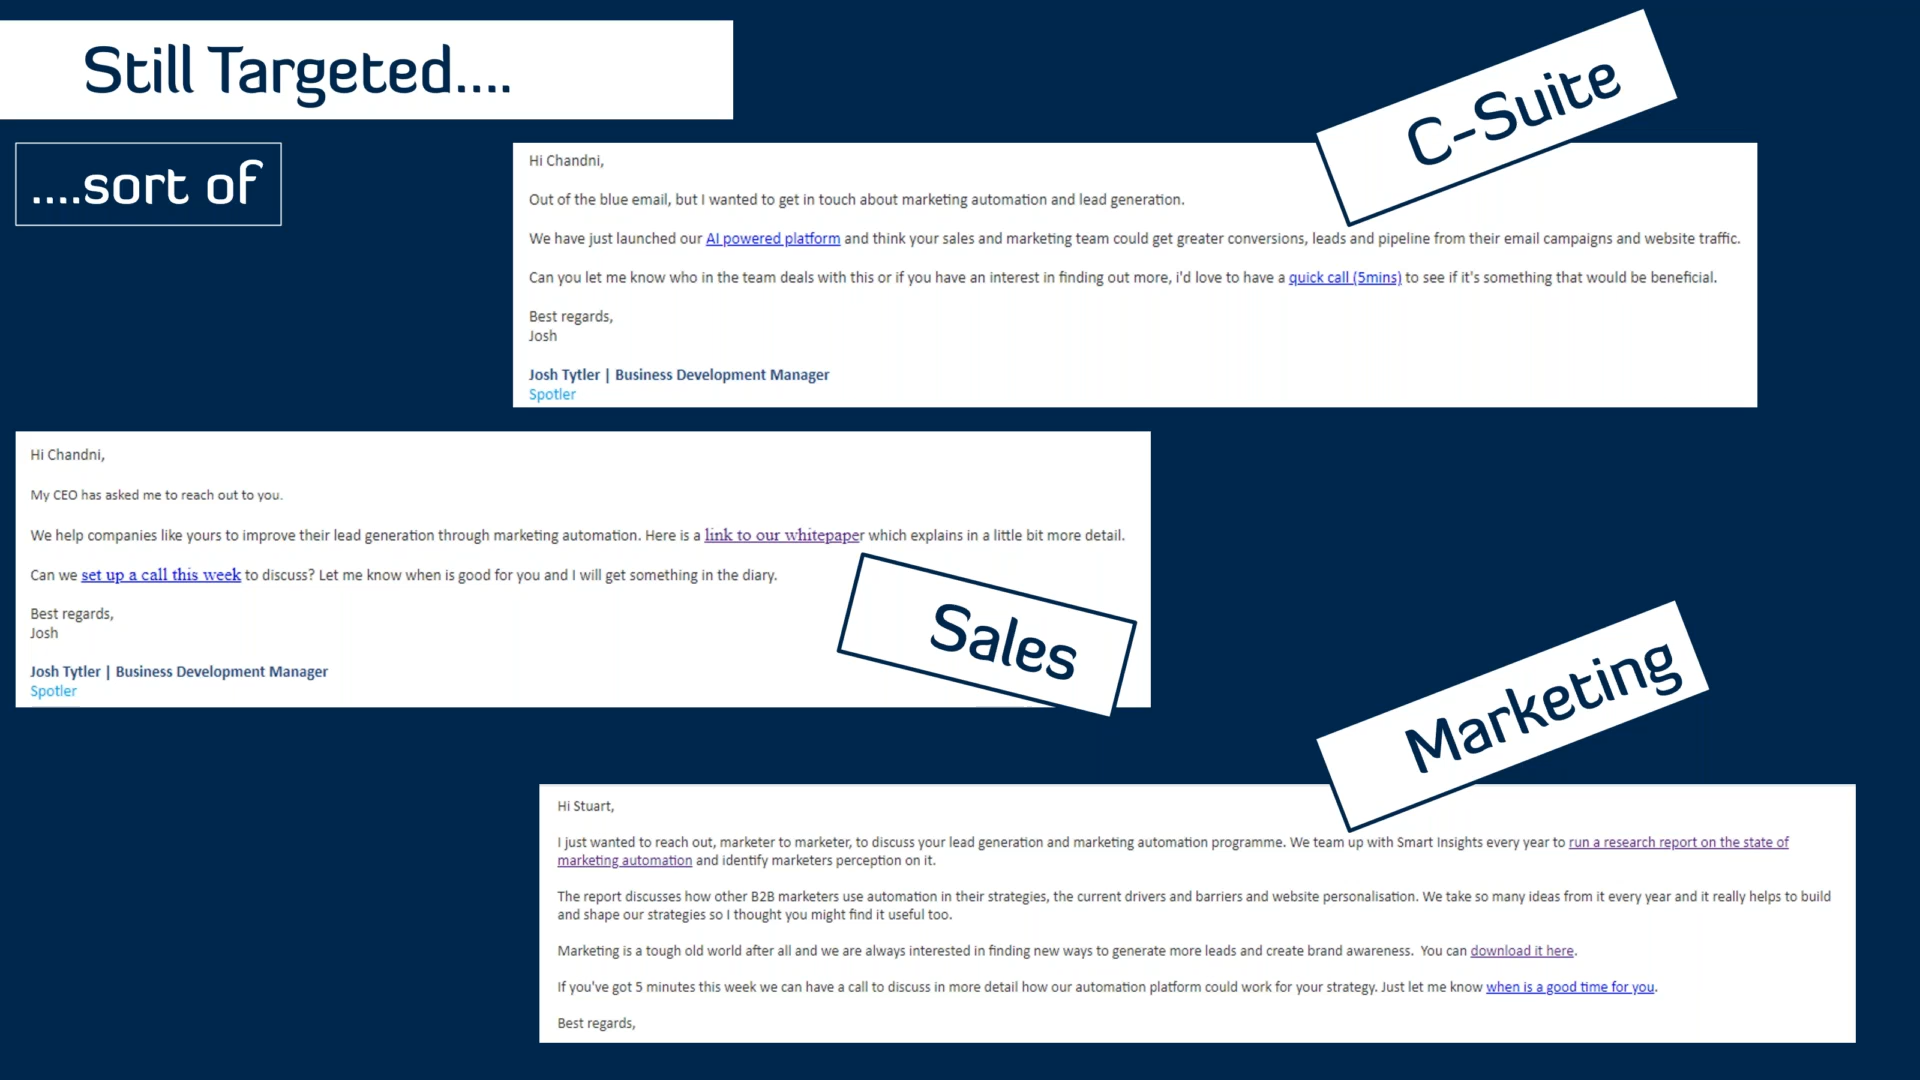 Still Targeted....
....sort of
C-Suite
Hi Chandni,
Out of the blue email, but I wanted to get in touch about marketing automation and lead generation.
We have just launched our AI powered platform and think your sales and marketing team could get greater conversions, leads and pipeline from their email campaigns and website traffic.
Can you let me know who in the team deals with this or if you have an interest in finding out more, i'd love to have a quick call (5mins) to see if it's something that would be beneficial.
Best regards,
Josh
Josh Tytler | Business Development Manager
Spotler
Hi Chandni,
My CEO has asked me to reach out to you.
We help companies like yours to improve their lead generation through marketing automation. Here is a link to our whitepaper which explains in a little bit more detail.
Can we set up a call this week to discuss? Let me know when is good for you and I will get something in the diary.
Best regards,
Josh
Josh Tytler | Business Development Manager
Spotler
Sales
Marketing
Hi Stuart,
I just wanted to reach out, marketer to marketer, to discuss your lead generation and marketing automation programme. We team up with Smart Insights every year to run a research report on the state of
marketing automation and identify marketers perception on it.
The report discusses how other B2B marketers use automation in their strategies, the current drivers and barriers and website personalisation. We take so many ideas from it every year and it really helps to build
and shape our strategies so I thought you might find it useful too.
Marketing is a tough old world after all and we are always interested in finding new ways to generate more leads and create brand awareness.  You can download it here.
If you've got 5 minutes this week we can have a call to discuss in more detail how our automation platform could work for your strategy. Just let me know when is a good time for you.
Best regards,